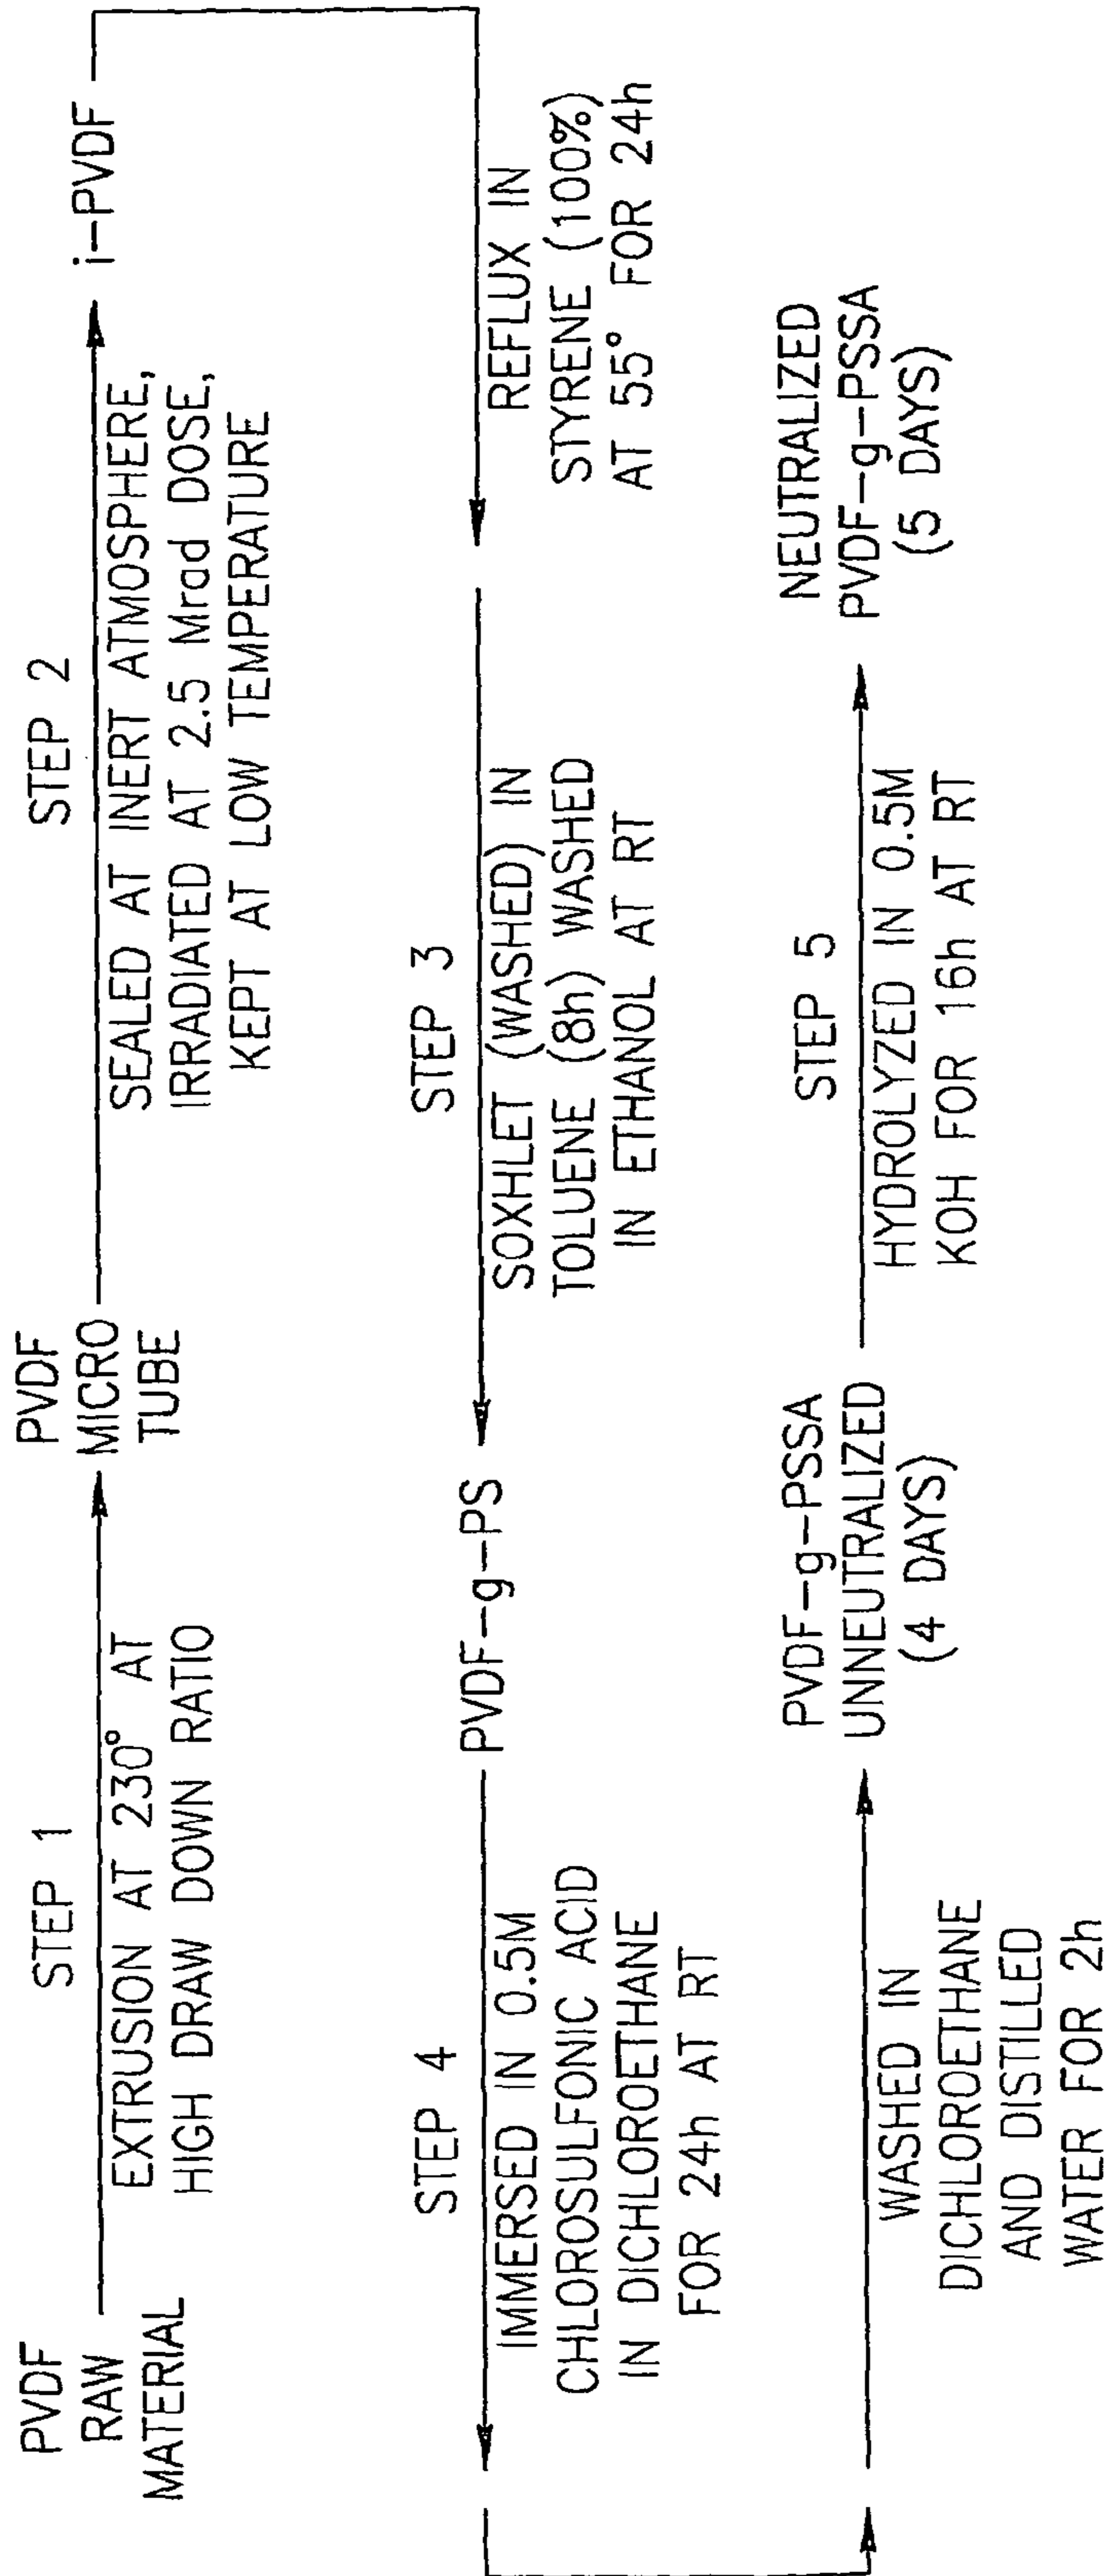 PVDF
RAW
MATERIAL
STEP 1
EXTRUSION AT 230° AT
HIGH DRAW DOWN RATIO
PVDF
MICRO
TUBE
STEP 2
SEALED AT INERT ATMOSPHERE,
IRRADIATED AT 2.5 Mrad DOSE,
KEPT AT LOW TEMPERATURE
i-PVDF
REFLUX IN
STYRENE (100%)
AT 55° FOR 24h
STEP 3
SOXHLET (WASHED) IN
TOLUENE (8h) WASHED
IN ETHANOL AT RT
PVDF-g-PS
STEP 4
IMMERSED IN 0.5M
CHLOROSULFONIC ACID
IN DICHLOROETHANE
FOR 24h AT RT
WASHED IN
DICHLOROETHANE
AND DISTILLED
WATER FOR 2h
PVDF-g-PSSA
UNNEUTRALIZED
(4 DAYS)
STEP 5
HYDROLYZED IN 0.5M
KOH FOR 16h AT RT
NEUTRALIZED
PVDF-g-PSSA
(5 DAYS)